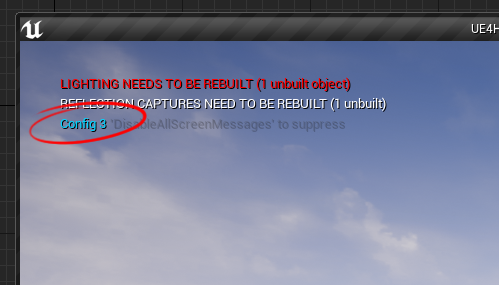 UE4H
LIGHTING NEEDS TO BE REBUILT (1 unbuilt object)
REFLECTION CAPTURES NEED TO BE REBUILT (1 unbuilt)
Config 3 'DisableAllScreenMessages' to suppress